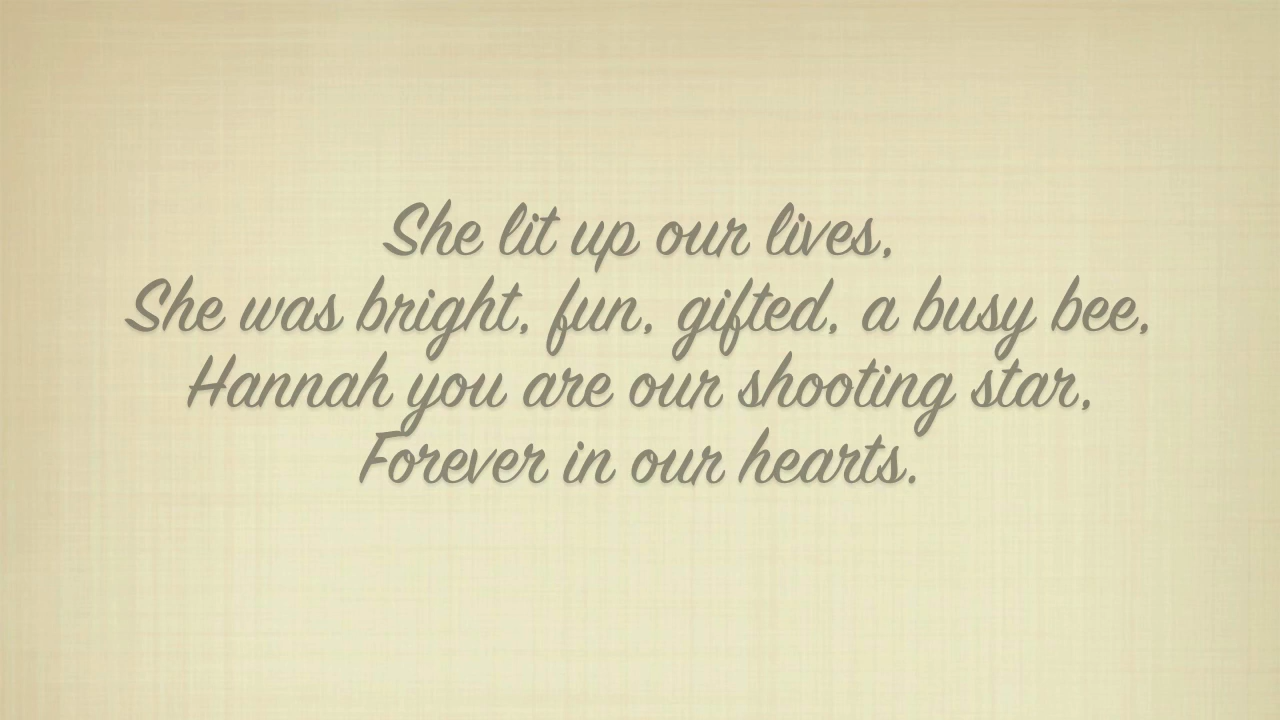 She lit up our lives,
She was bright, fun, gifted, a busy bee,
Hannah you are our shooting star,
Forever in our hearts.